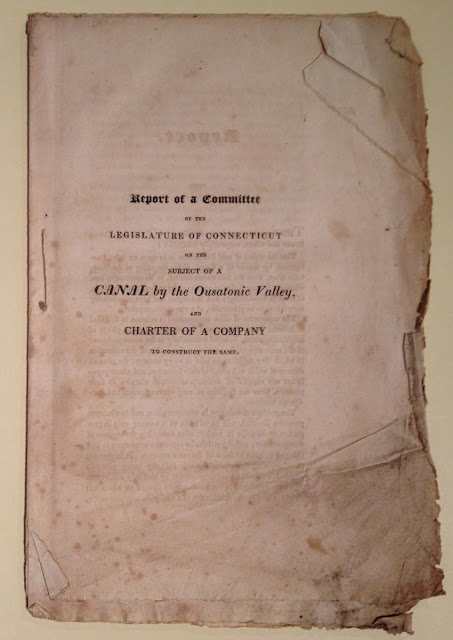 Report of a Committee
OF THE
LEGISLATURE OF CONNECTICUT
ON THE
SUBJECT OF A
CANAL by the Ousatonic Valley,
AND
CHARTER OF A COMPANY
TO CONSTRUCT THE SAME.